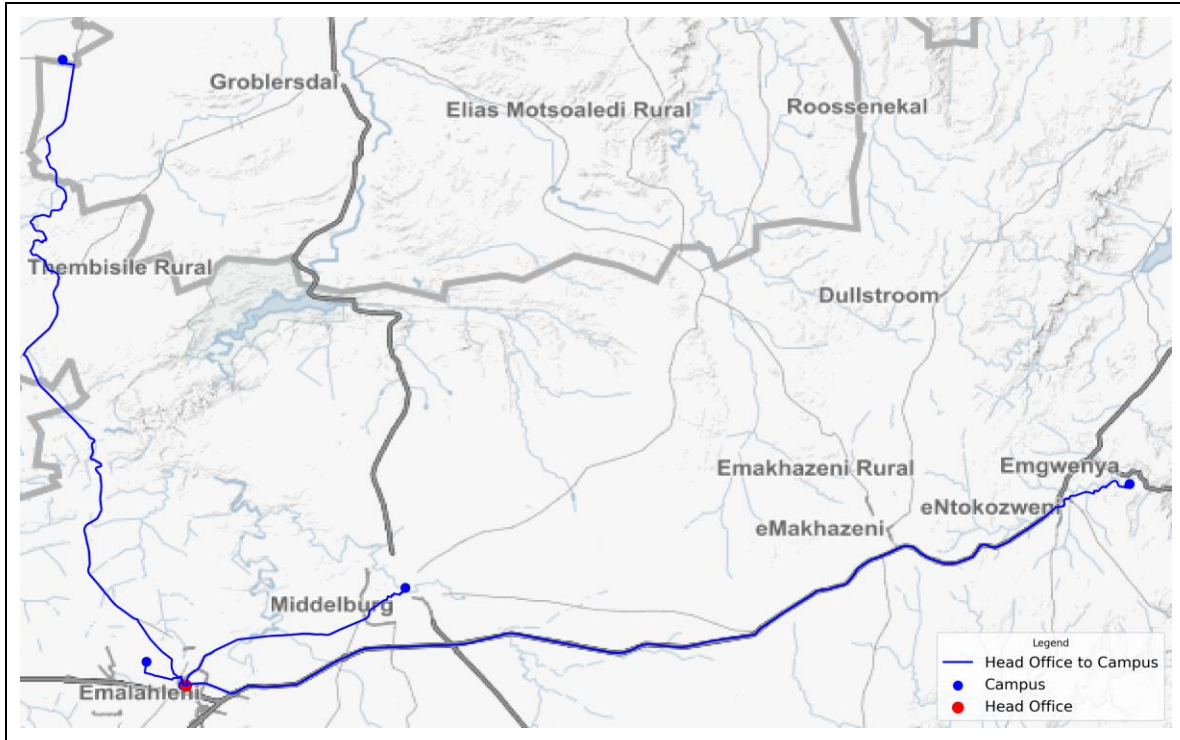 Groblersdal
Elias Motsoaledi Rural
Roossenekal
Thembisile Rural
Dullstroom
Emakhazeni Rural
Emgwenya
eNtokozweni
eMakhazeni
Middelburg
Emalahleni
Legend
Head Office to Campus
Campus
Head Office